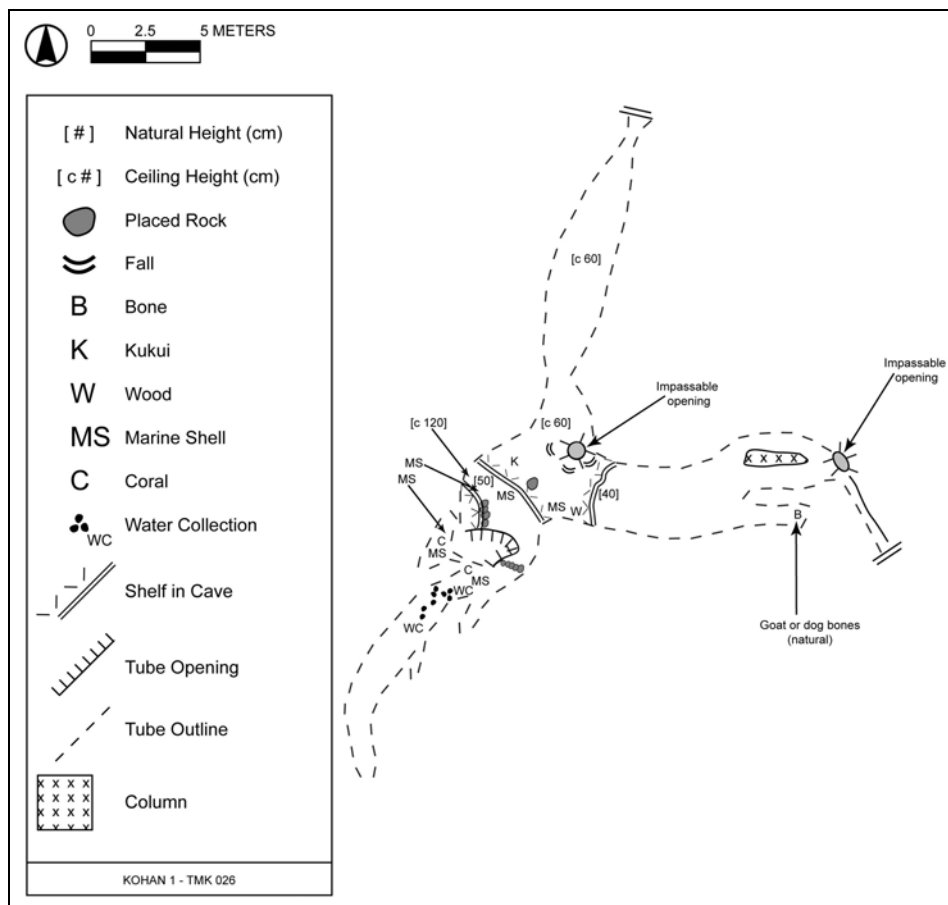 0 2.5 5 METERS
[ # ] Natural Height (cm)
[ c # ] Ceiling Height (cm)
Placed Rock
Fall
B Bone
K Kukui
W Wood
MS Marine Shell
C Coral
WC Water Collection
Shelf in Cave
Tube Opening
Tube Outline
x x x x
x x x x
x x x x
x x x x
Column
KOHAN 1 - TMK 026
[c 60]
Impassable
opening
Impassable
opening
[c 120]
[c 60]
MS
K
MS
[50]
MS
[40]
MS W
x x x x
B
C
MS
C
MS
WC
WC
Goat or dog bones
(natural)